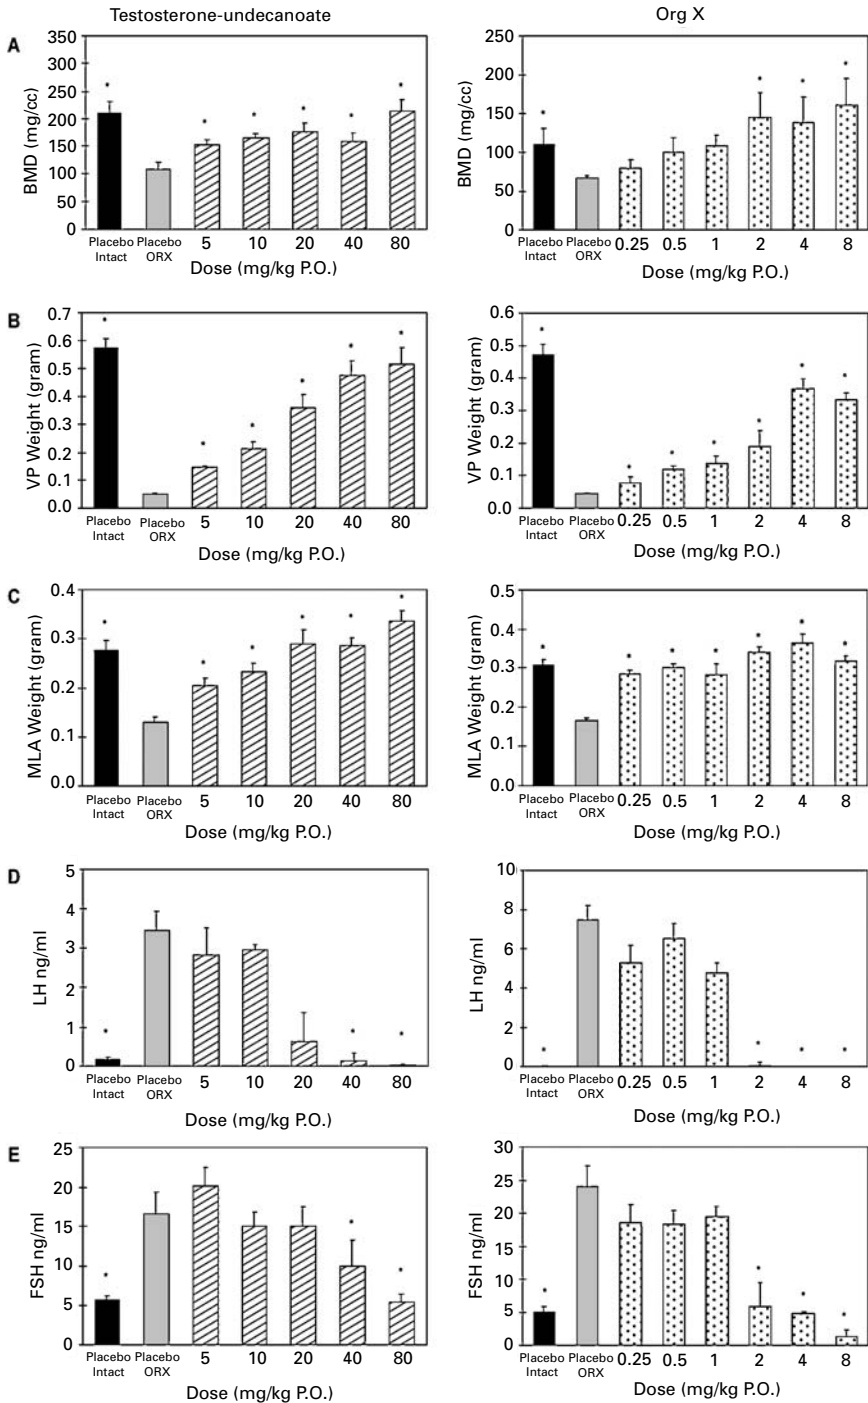 Testosterone-undecanoate
Org X
A
BMD (mg/cc)
350
300
250
200
150
100
50
0
*
*
*
*
*
*
Placebo Intact
Placebo ORX
5 10 20 40 80
Dose (mg/kg P.O.)
BMD (mg/cc)
250
200
150
100
50
0
*
*
*
*
Placebo Intact
Placebo ORX
0.25 0.5 1 2 4 8
Dose (mg/kg P.O.)
B
VP Weight (gram)
0.7
0.6
0.5
0.4
0.3
0.2
0.1
0.0
*
*
*
*
*
*
Placebo Intact
Placebo ORX
5 10 20 40 80
Dose (mg/kg P.O.)
VP Weight (gram)
0.6
0.5
0.4
0.3
0.2
0.1
0.0
*
*
*
*
*
*
*
Placebo Intact
Placebo ORX
0.25 0.5 1 2 4 8
Dose (mg/kg P.O.)
C
MLA Weight (gram)
0.4
0.3
0.2
0.1
0.0
*
*
*
*
*
*
Placebo Intact
Placebo ORX
5 10 20 40 80
Dose (mg/kg P.O.)
MLA Weight (gram)
0.5
0.4
0.3
0.2
0.1
0.0
*
*
*
*
*
*
*
Placebo Intact
Placebo ORX
0.25 0.5 1 2 4 8
Dose (mg/kg P.O.)
D
LH ng/ml
5
4
3
2
1
0
*
*
*
Placebo Intact
Placebo ORX
5 10 20 40 80
Dose (mg/kg P.O.)
LH ng/ml
10
8
6
4
2
0
*
*
*
*
Placebo Intact
Placebo ORX
0.25 0.5 1 2 4 8
Dose (mg/kg P.O.)
E
FSH ng/ml
25
20
15
10
5
0
*
*
*
Placebo Intact
Placebo ORX
5 10 20 40 80
Dose (mg/kg P.O.)
FSH ng/ml
30
25
20
15
10
5
0
*
*
*
*
Placebo Intact
Placebo ORX
0.25 0.5 1 2 4 8
Dose (mg/kg P.O.)